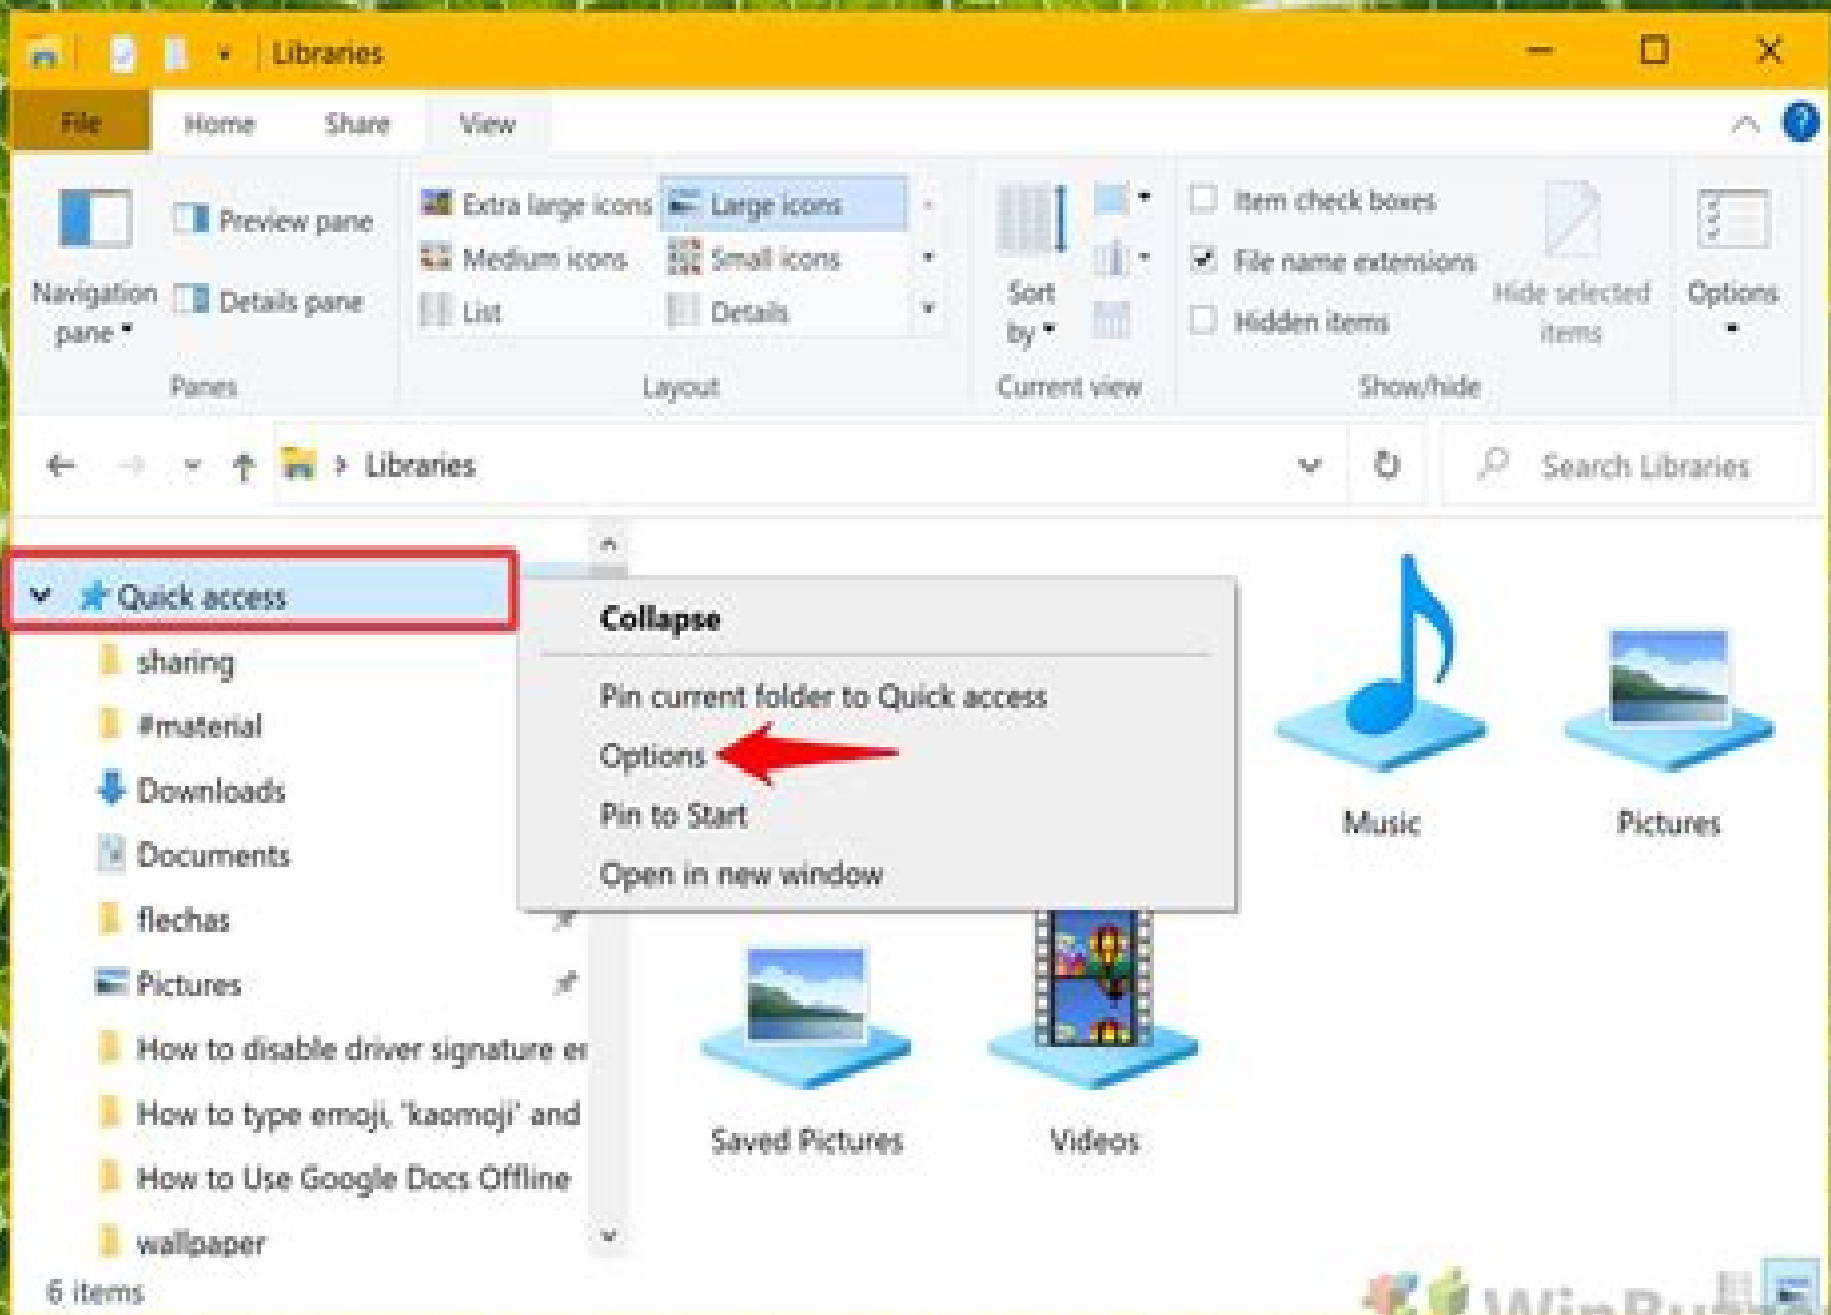 Libraries
File Home Share View
Navigation pane
Preview pane
Details pane
Panes
Extra large icons Large icons
Medium icons Small icons
List Details
Layout
Sort by
Current view
Item check boxes
File name extensions
Hidden items
Hide selected items
Show/hide
Options
Libraries
Search Libraries
Quick access
sharing
#material
Downloads
Documents
flechas
Pictures
How to disable driver signature er
How to type emoji, 'kaomoji' and
How to Use Google Docs Offline
wallpaper
Collapse
Pin current folder to Quick access
Options
Pin to Start
Open in new window
Music
Pictures
Saved Pictures
Videos
6 items